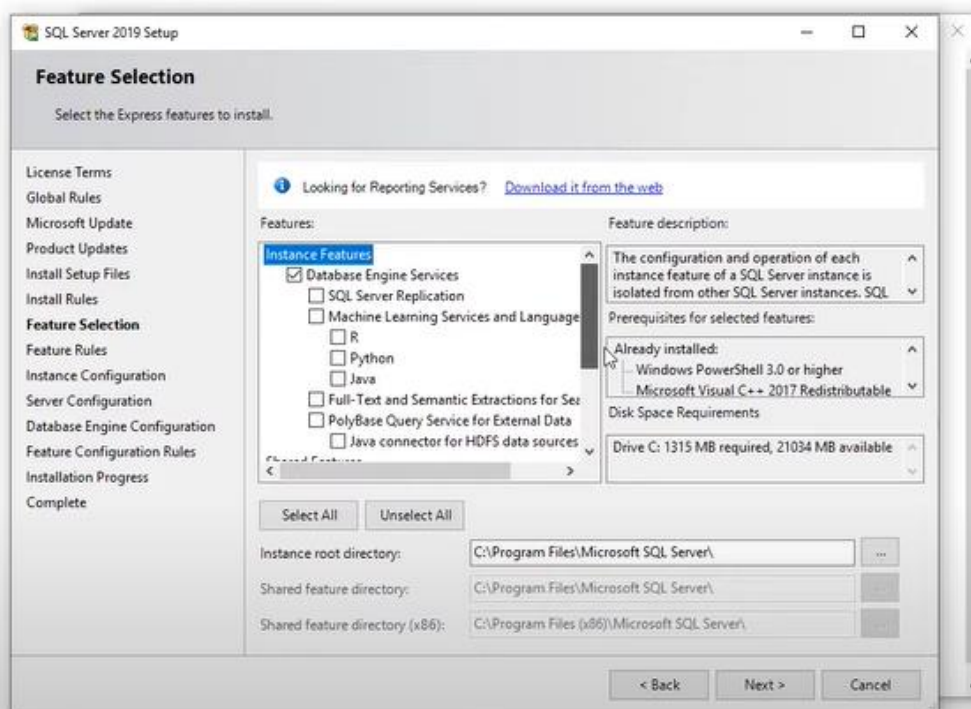 SQL Server 2019 Setup
Feature Selection
Select the Express features to install.
License Terms
Global Rules
Microsoft Update
Product Updates
Install Setup Files
Install Rules
Feature Selection
Feature Rules
Instance Configuration
Server Configuration
Database Engine Configuration
Feature Configuration Rules
Installation Progress
Complete
Looking for Reporting Services? Download it from the web
Features:
Instance Features
Database Engine Services
SQL Server Replication
Machine Learning Services and Language
R
Python
Java
Full-Text and Semantic Extractions for Sea
PolyBase Query Service for External Data
Java connector for HDFS data sources
Shared Features
Feature description:
The configuration and operation of each
instance feature of a SQL Server instance is
isolated from other SQL Server instances. SQL
Prerequisites for selected features:
Already installed:
Windows PowerShell 3.0 or higher
Microsoft Visual C++ 2017 Redistributable
Disk Space Requirements
Drive C: 1315 MB required, 21034 MB available
Select All
Unselect All
Instance root directory: C:\Program Files\Microsoft SQL Server\ ...
Shared feature directory: C:\Program Files\Microsoft SQL Server\ ...
Shared feature directory (x86): C:\Program Files (x86)\Microsoft SQL Server\ ...
< Back
Next >
Cancel